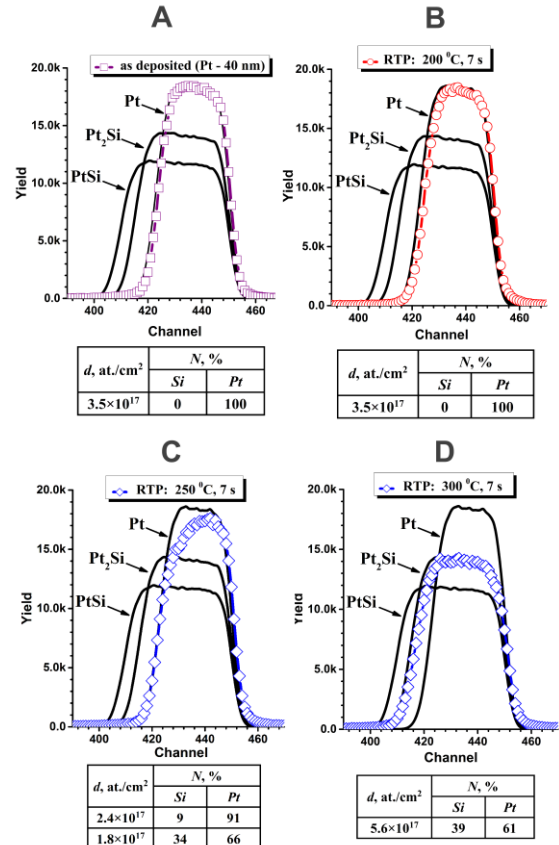 A
as deposited (Pt - 40 nm)
20.0k
15.0k
10.0k
5.0k
0.0
Yield
Pt
Pt₂Si
PtSi
400
420
440
460
Channel
d, at./cm²
N, %
Si
Pt
3.5×10¹⁷
0
100
B
RTP: 200 ⁰C, 7 s
20.0k
15.0k
10.0k
5.0k
0.0
Yield
Pt
Pt₂Si
PtSi
400
420
440
460
Channel
d, at./cm²
N, %
Si
Pt
3.5×10¹⁷
0
100
C
RTP: 250 ⁰C, 7 s
20.0k
15.0k
10.0k
5.0k
0.0
Yield
Pt
Pt₂Si
PtSi
400
420
440
460
Channel
d, at./cm²
N, %
Si
Pt
2.4×10¹⁷
9
91
1.8×10¹⁷
34
66
D
RTP: 300 ⁰C, 7 s
20.0k
15.0k
10.0k
5.0k
0.0
Yield
Pt
Pt₂Si
PtSi
400
420
440
460
Channel
d, at./cm²
N, %
Si
Pt
5.6×10¹⁷
39
61